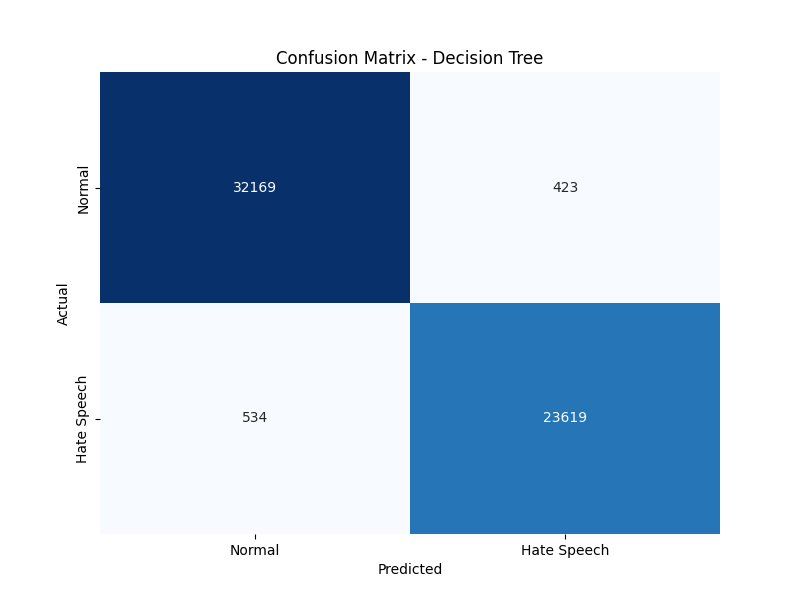 Confusion Matrix - Decision Tree
Actual
Normal
32169
423
Hate Speech
534
23619
Normal
Hate Speech
Predicted